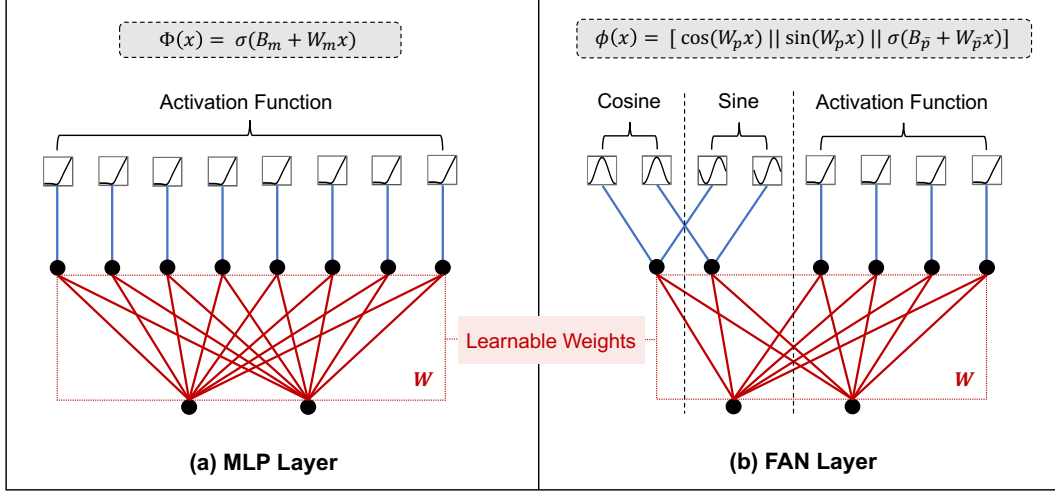 Φ(x) = σ(B_m + W_m x)
Activation Function
W
(a) MLP Layer
Learnable Weights
ϕ(x) = [ cos(W_p x) || sin(W_p x) || σ(B_p̄ + W_p̄ x)]
Cosine
Sine
Activation Function
W
(b) FAN Layer